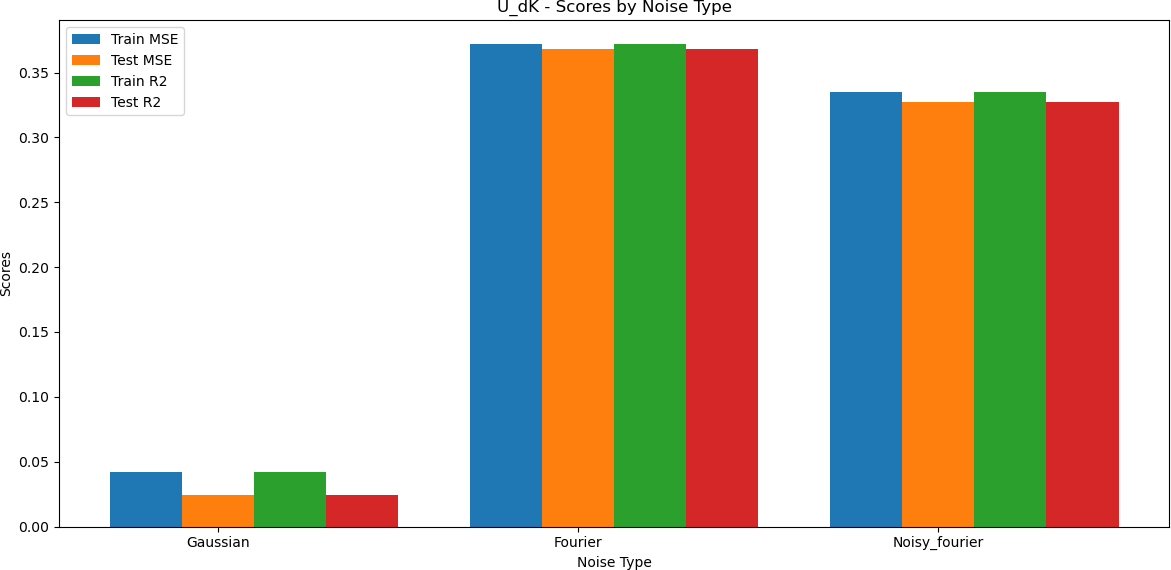 U_dK - Scores by Noise Type
Train MSE
Test MSE
Train R2
Test R2
0.35
0.30
0.25
0.20
0.15
0.10
0.05
0.00
Scores
Gaussian
Fourier
Noisy_fourier
Noise Type